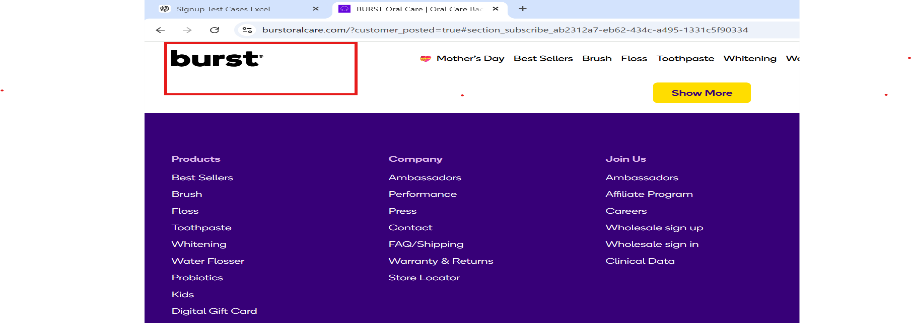 Signup Test Cases Excel × BURST Oral Care | Oral Care Be × +
burstoralcare.com/?customer_posted=true#section_subscribe_ab2312a7-eb62-434c-a495-1331c5f90334
burst Mother's Day Best Sellers Brush Floss Toothpaste Whitening
Show More
Products Company Join Us
Best Sellers Ambassadors Ambassadors
Brush Performance Affiliate Program
Floss Press Careers
Toothpaste Contact Wholesale sign up
Whitening FAQ/Shipping Wholesale sign in
Water Flosser Warranty & Returns Clinical Data
Probiotics Store Locator
Kids
Digital Gift Card